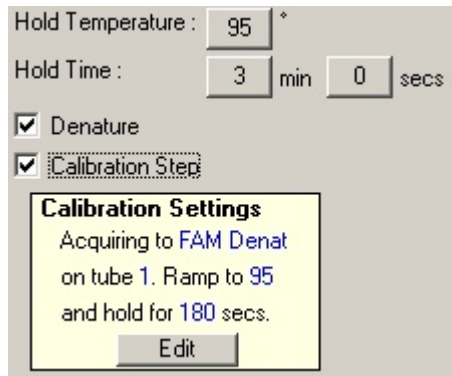 Hold Temperature : 95 °
Hold Time : 3 min 0 secs
Denature
Calibration Step
Calibration Settings
Acquiring to FAM Denat
on tube 1. Ramp to 95
and hold for 180 secs.
Edit